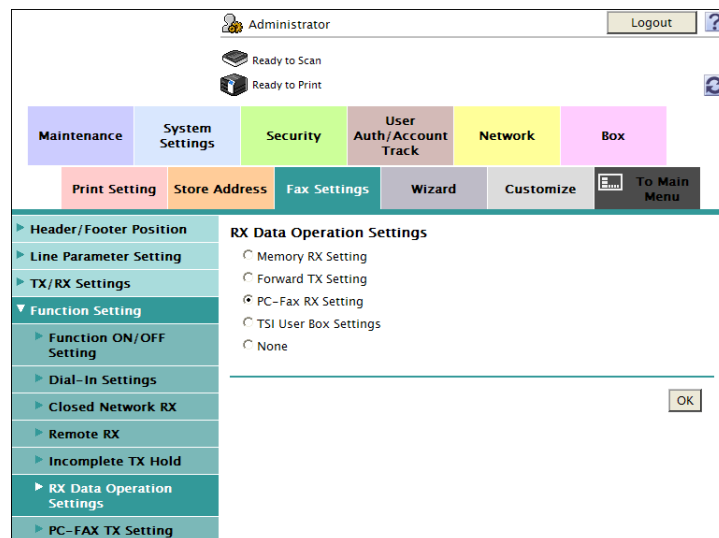 Administrator
Logout
?
Ready to Scan
Ready to Print
Maintenance
System
Settings
Security
User
Auth/Account
Track
Network
Box
Print Setting
Store Address
Fax Settings
Wizard
Customize
To Main
Menu
Header/Footer Position
Line Parameter Setting
TX/RX Settings
Function Setting
Function ON/OFF
Setting
Dial-In Settings
Closed Network RX
Remote RX
Incomplete TX Hold
RX Data Operation
Settings
PC-FAX TX Setting
RX Data Operation Settings
Memory RX Setting
Forward TX Setting
PC-Fax RX Setting
TSI User Box Settings
None
OK